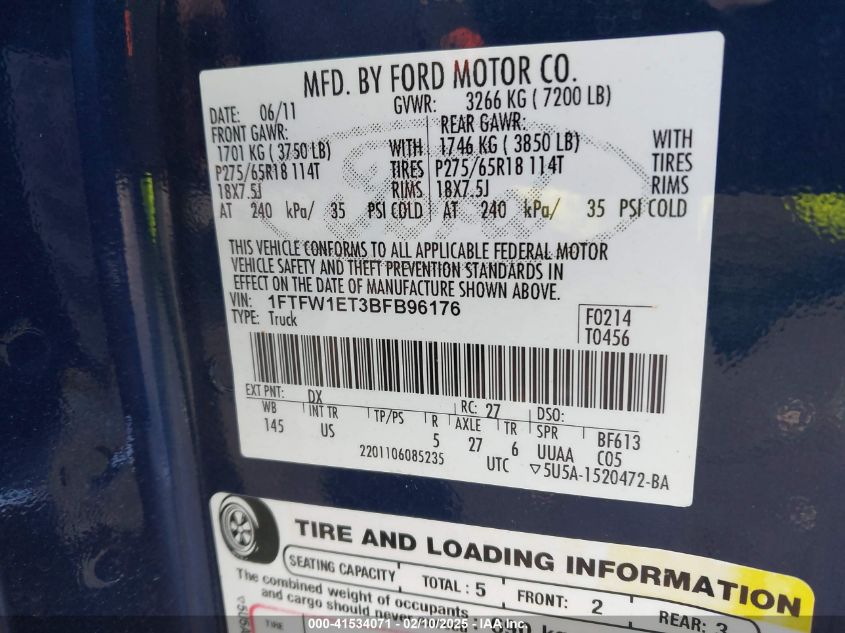 MFD. BY FORD MOTOR CO.
DATE: 06/11 GVWR: 3266 KG ( 7200 LB)
FRONT GAWR: REAR GAWR:
1701 KG ( 3750 LB) WITH 1746 KG ( 3850 LB) WITH
P275/65R18 114T TIRES P275/65R18 114T TIRES
18X7.5J RIMS 18X7.5J RIMS
AT 240 kPa/ 35 PSI COLD AT 240 kPa/ 35 PSI COLD
THIS VEHICLE CONFORMS TO ALL APPLICABLE FEDERAL MOTOR
VEHICLE SAFETY AND THEFT PREVENTION STANDARDS IN
EFFECT ON THE DATE OF MANUFACTURE SHOWN ABOVE.
VIN: 1FTFW1ET3BFB96176
TYPE: Truck
F0214
T0456
EXT PNT: DX RC: 27 DSO:
WB INT TR TP/PS R AXLE TR SPR BF613
145 US 5 27 6 UUAA C05
2201106085235 UTC ▽5U5A-1520472-BA
TIRE AND LOADING INFORMATION
SEATING CAPACITY TOTAL : 5 FRONT: 2 REAR: 3
The combined weight of occupants
and cargo should never
TIRE
000-41534071 — 02/10/2025 — IAA Inc.